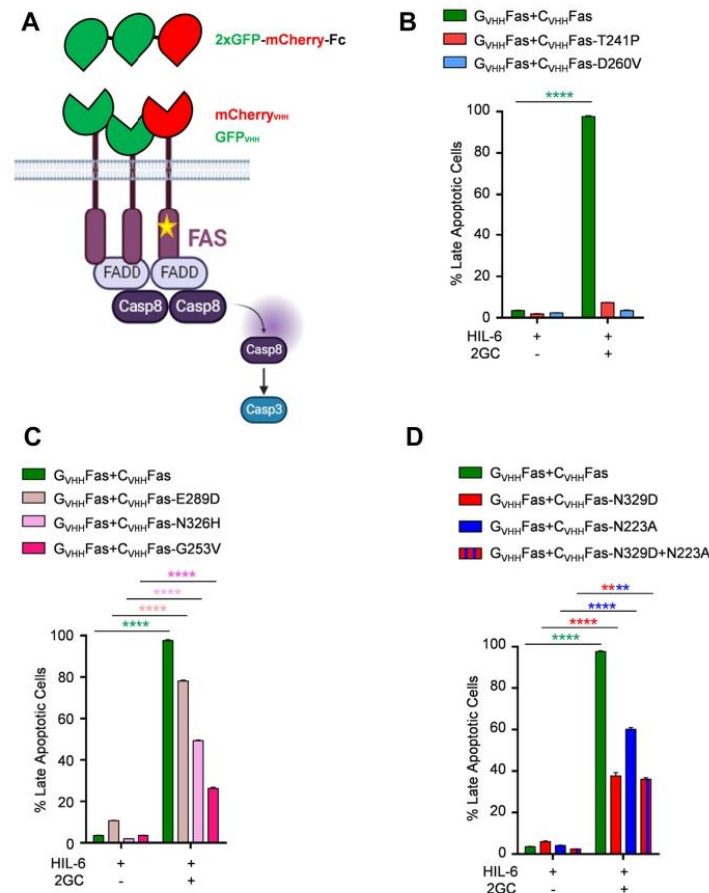 A
2xGFP-mCherry-Fc
mCherryVHH
GFPVHH
FAS
FADD FADD
Casp8 Casp8
Casp8
Casp3
B
GVHHFas+CVHHFas
GVHHFas+CVHHFas-T241P
GVHHFas+CVHHFas-D260V
****
% Late Apoptotic Cells
100
80
60
40
20
0
HIL-6 + +
2GC - +
C
GVHHFas+CVHHFas
GVHHFas+CVHHFas-E289D
GVHHFas+CVHHFas-N326H
GVHHFas+CVHHFas-G253V
****
****
****
****
% Late Apoptotic Cells
100
80
60
40
20
0
HIL-6 + +
2GC - +
D
GVHHFas+CVHHFas
GVHHFas+CVHHFas-N329D
GVHHFas+CVHHFas-N223A
GVHHFas+CVHHFas-N329D+N223A
****
****
****
****
% Late Apoptotic Cells
100
80
60
40
20
0
HIL-6 + +
2GC - +